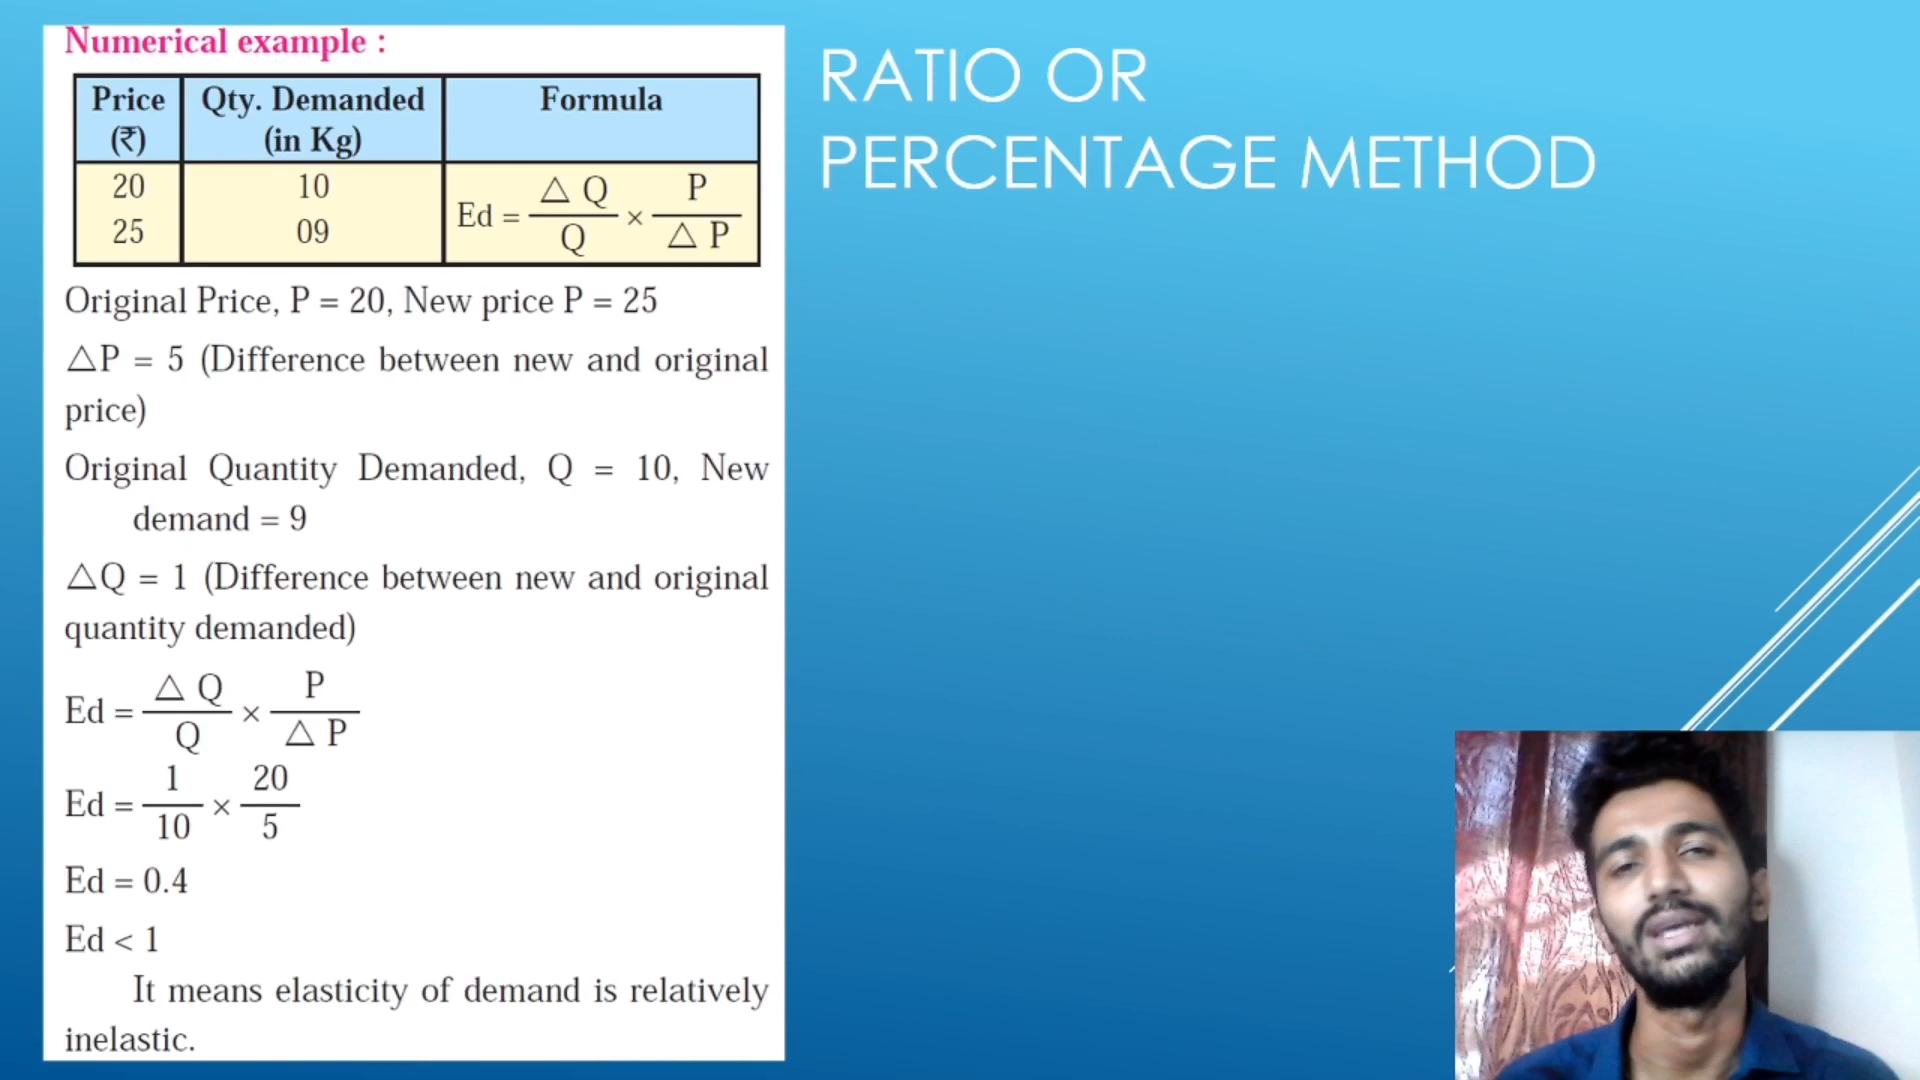 Numerical example :
Price (₹) Qty. Demanded (in Kg) Formula
20 10
25 09
Ed = △ Q / Q × P / △ P
Original Price, P = 20, New price P = 25
△P = 5 (Difference between new and original
price)
Original Quantity Demanded, Q = 10, New
demand = 9
△Q = 1 (Difference between new and original
quantity demanded)
Ed = △ Q / Q × P / △ P
Ed = 1 / 10 × 20 / 5
Ed = 0.4
Ed < 1
It means elasticity of demand is relatively
inelastic.
RATIO OR
PERCENTAGE METHOD